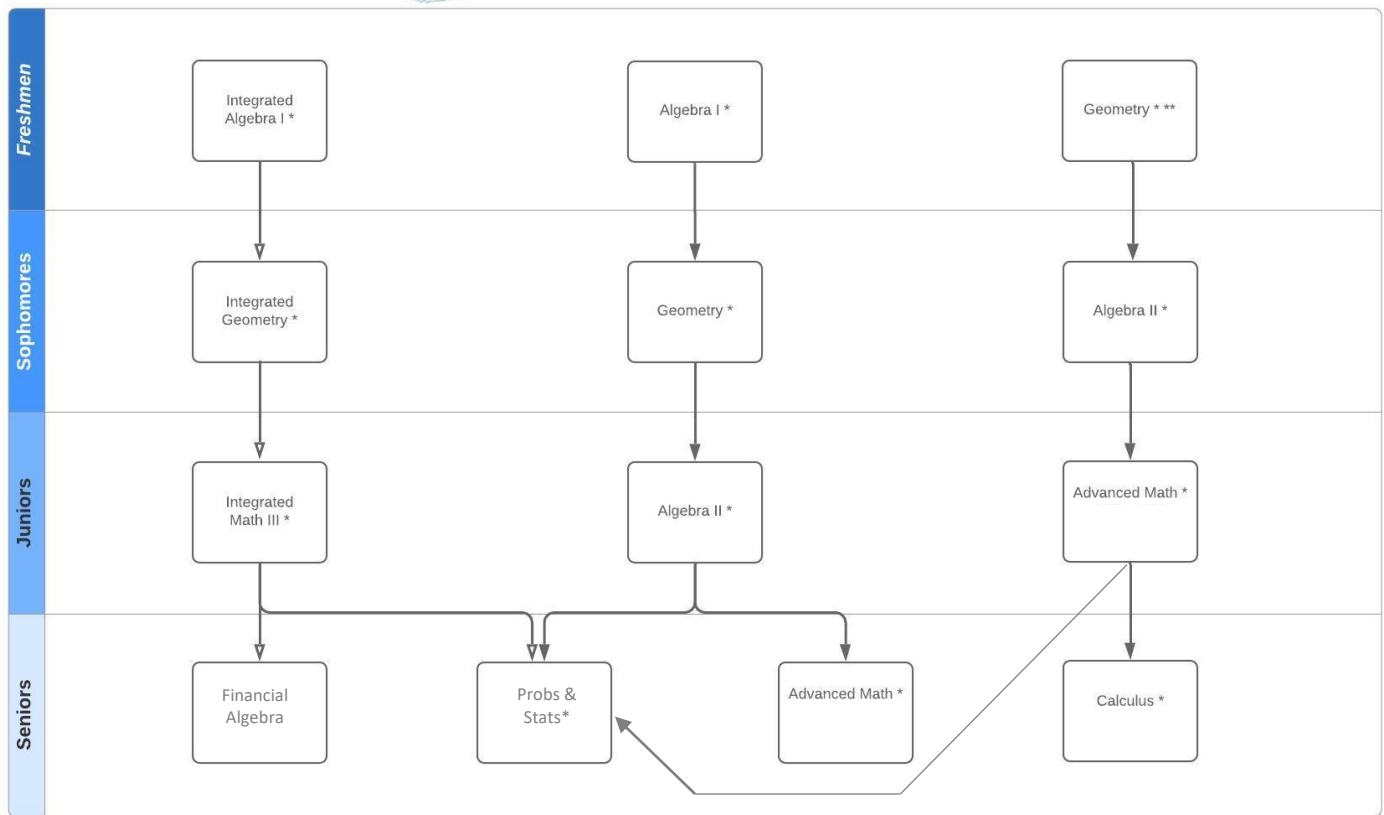 Freshmen
Integrated
Algebra I *
Algebra I *
Geometry * **
Sophomores
Integrated
Geometry *
Geometry *
Algebra II *
Juniors
Integrated
Math III *
Algebra II *
Advanced Math *
Seniors
Financial
Algebra
Probs &
Stats*
Advanced Math *
Calculus *